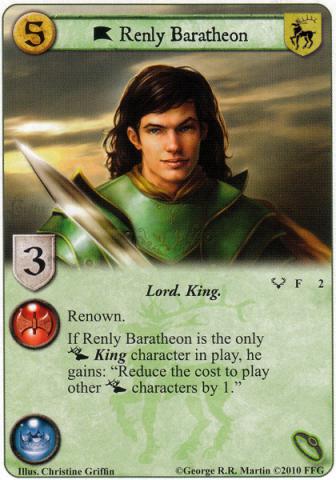 5
Renly Baratheon
3
Lord. King.
F 2
Renown.
If Renly Baratheon is the only
King character in play, he
gains: “Reduce the cost to play
other characters by 1.”
Illus. Christine Griffin ©George R.R. Martin ©2010 FFG